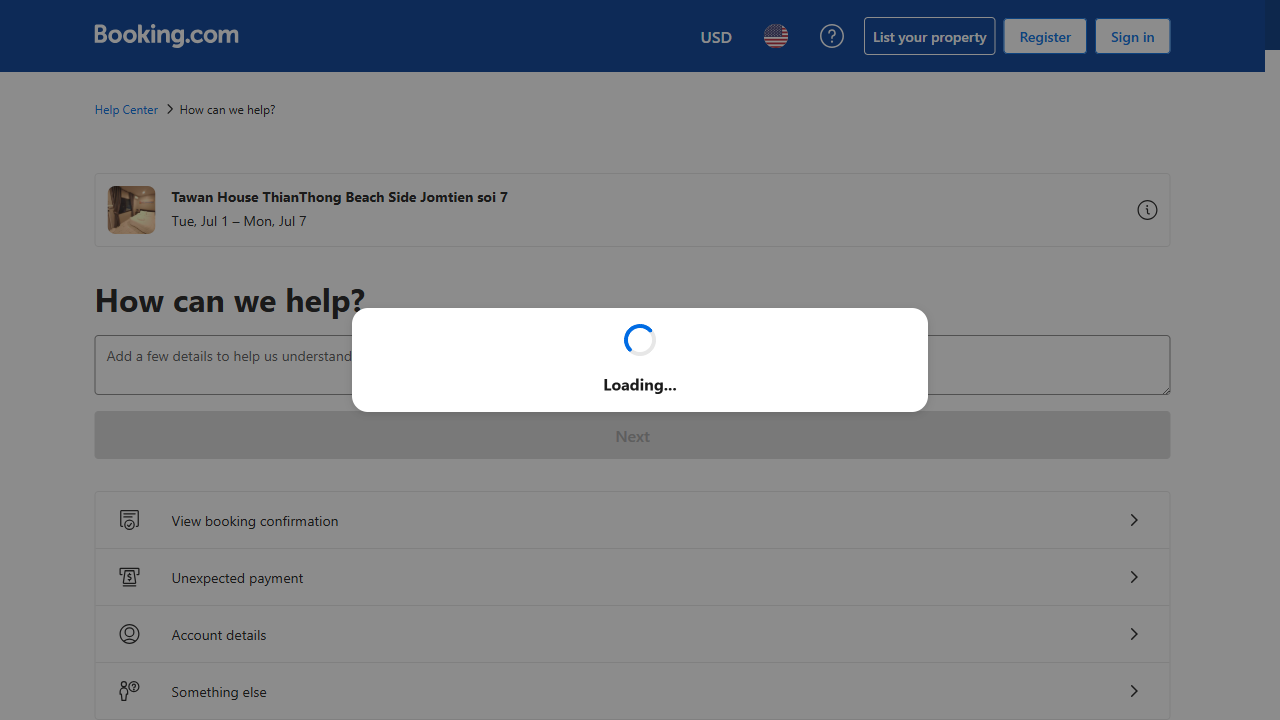 Booking.com
USD
List your property
Register
Sign in
Help Center
How can we help?
Tawan House ThianThong Beach Side Jomtien soi 7
Tue, Jul 1 – Mon, Jul 7
How can we help?
Add a few details to help us understand
Loading...
Next
View booking confirmation
Unexpected payment
Account details
Something else